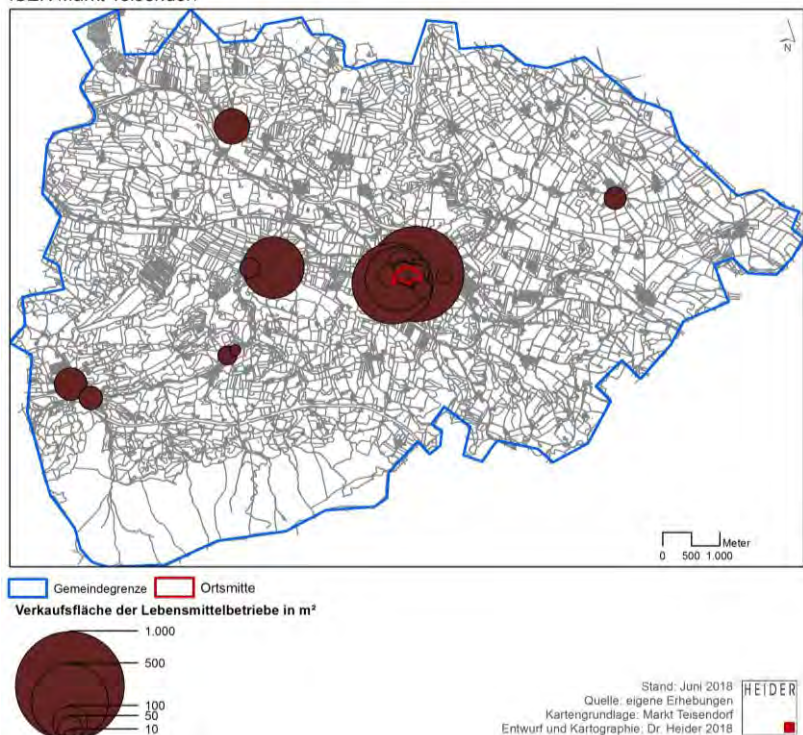 N
Meter
0 500 1.000
Gemeindegrenze Ortsmitte
Verkaufsfläche der Lebensmittelbetriebe in m²
1.000
500
100
50
10
Stand: Juni 2018
Quelle: eigene Erhebungen
Kartengrundlage: Markt Teisendorf
Entwurf und Kartographie: Dr. Heider 2018
HEIDER